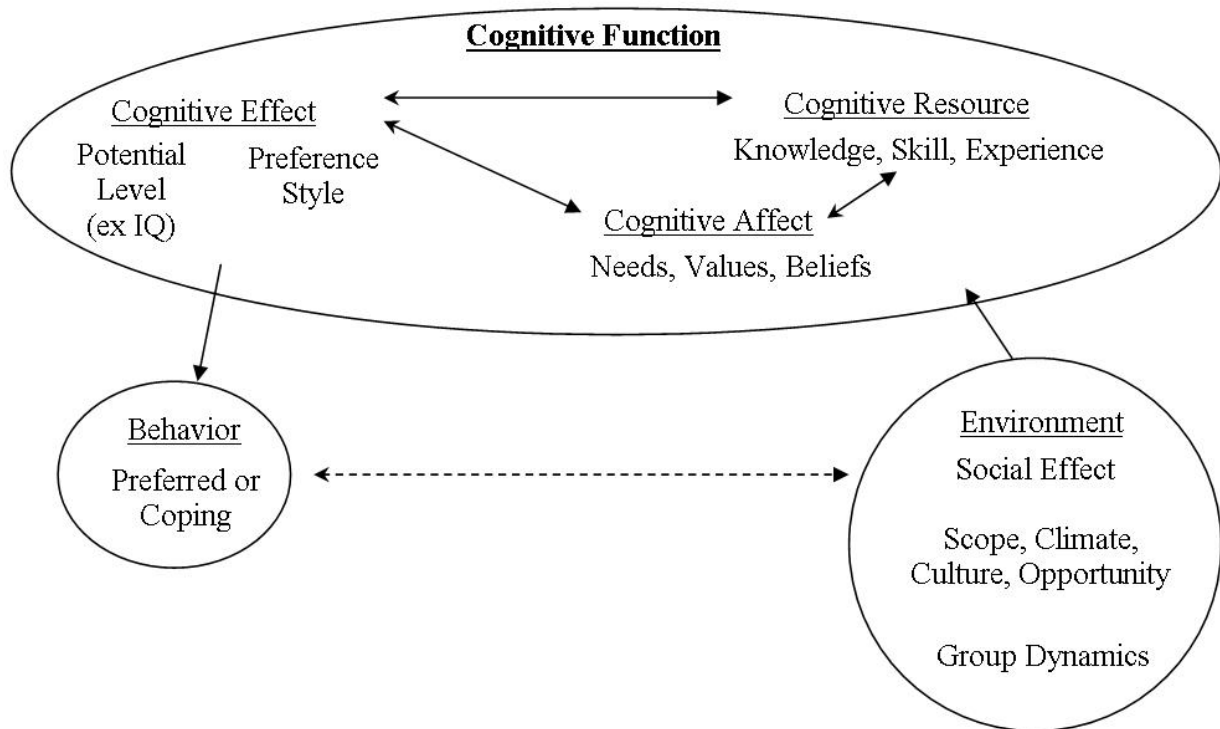 Cognitive Function
Cognitive Effect
Potential
Level
(ex IQ)
Preference
Style
Cognitive Resource
Knowledge, Skill, Experience
Cognitive Affect
Needs, Values, Beliefs
Behavior
Preferred or
Coping
Environment
Social Effect
Scope, Climate,
Culture, Opportunity
Group Dynamics